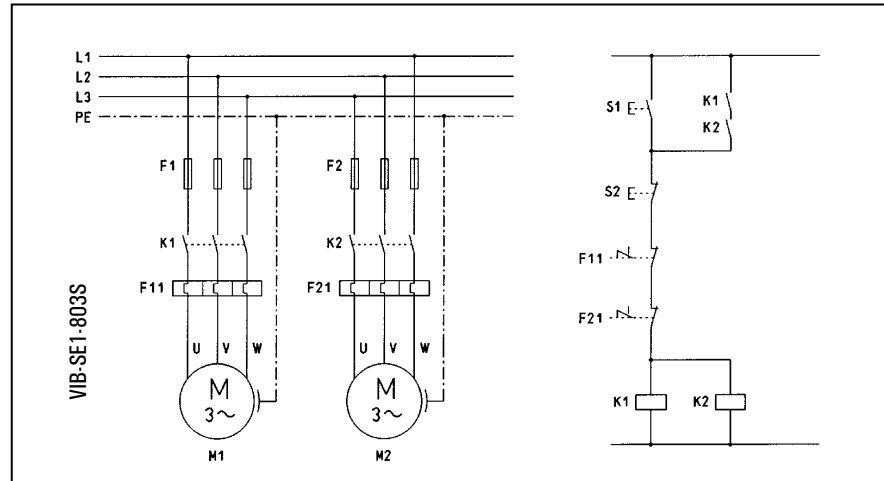 L1
L2
L3
PE
F1
F2
K1
K2
F11
F21
U V W
U V W
M
3~
M
3~
M1
M2
VIB-SE1-803S
S1
K1
K2
S2
F11
F21
K1
K2